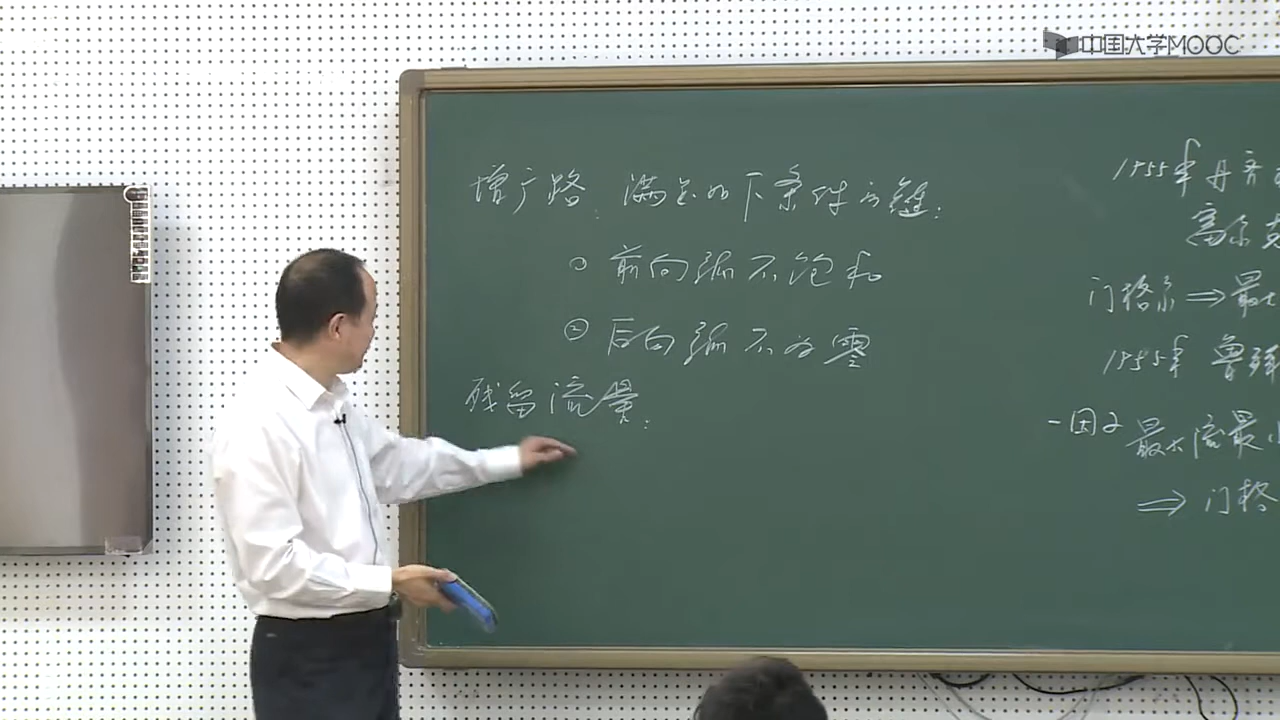 中国大学MOOC
增广路：满足如下条件的链：
① 前向弧不饱和
② 后向弧不为零
残留流量：
1955年丹齐
高尔
门格尔⇒最大
1955年 鲁
一因子 最大流最小
⇒ 门格